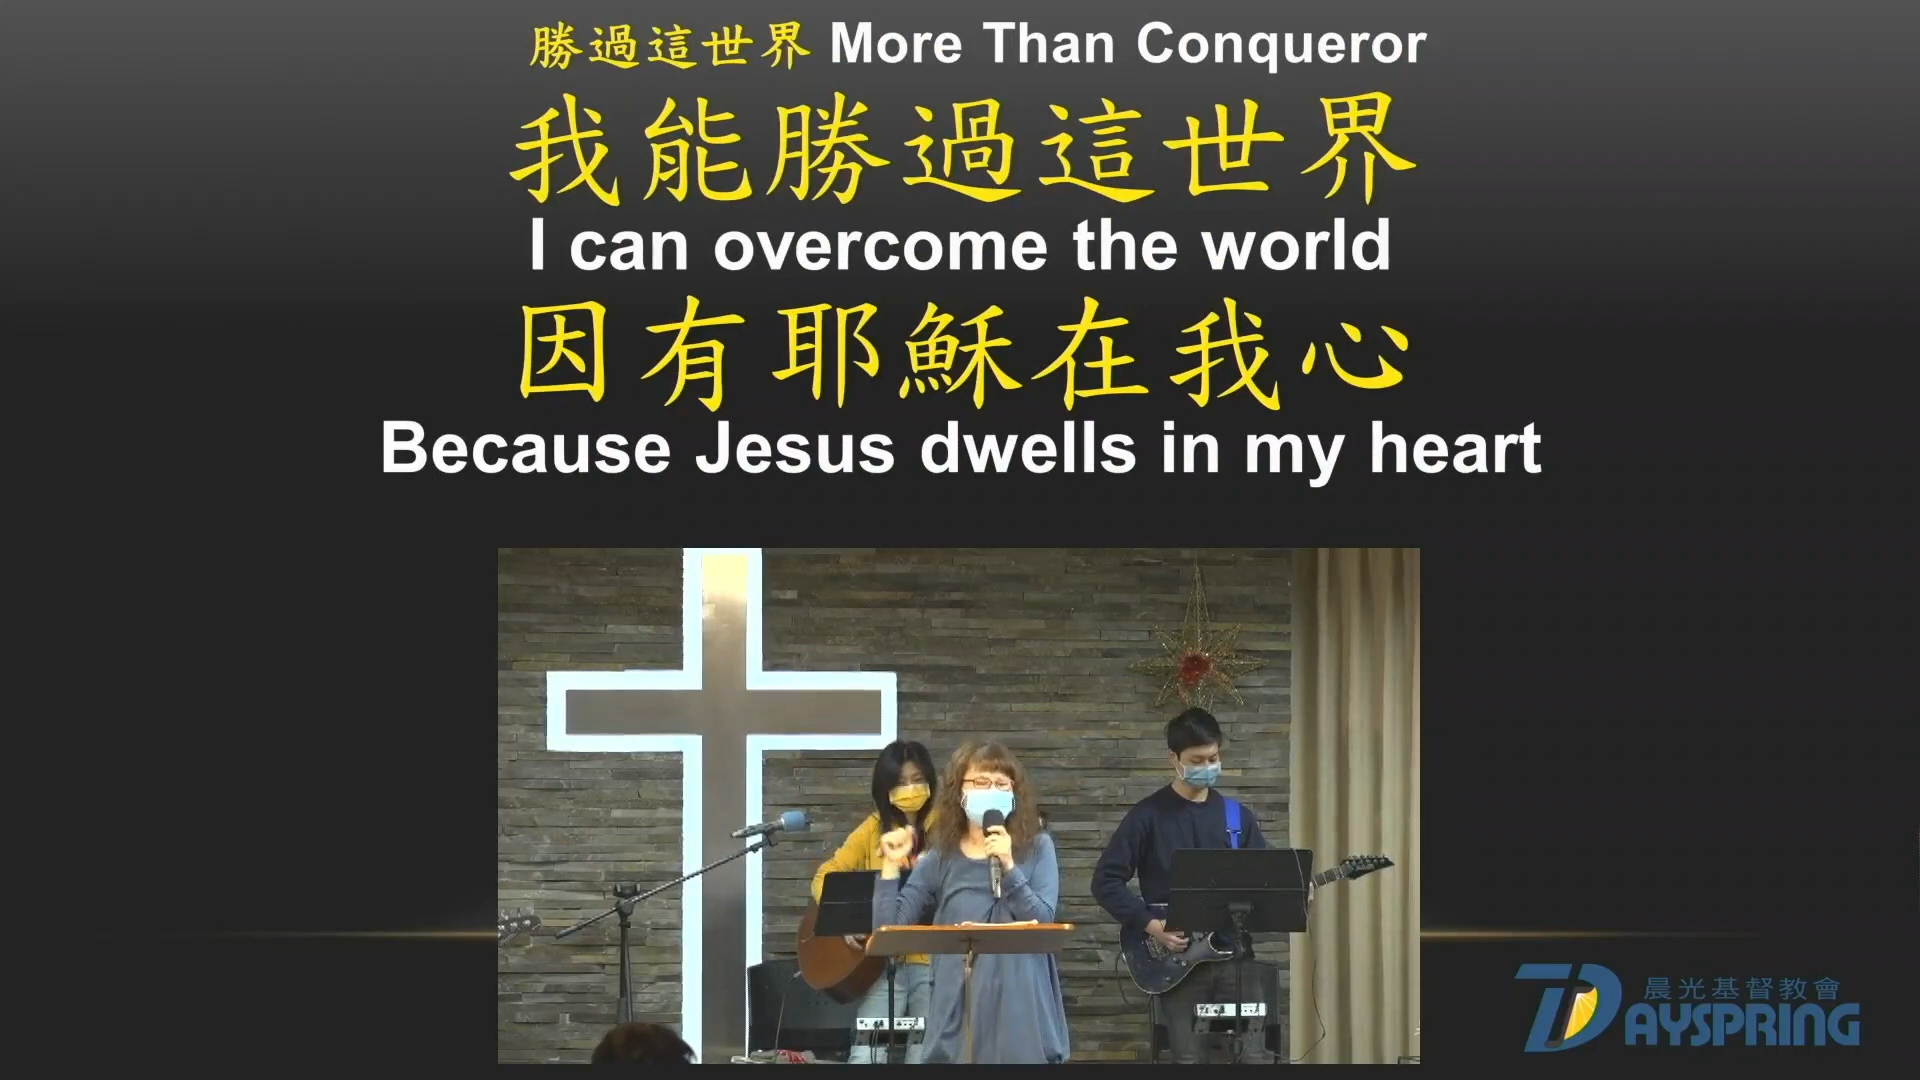 勝過這世界 More Than Conqueror
我能勝過這世界
I can overcome the world
因有耶穌在我心
Because Jesus dwells in my heart
晨光基督教會
DAYSPRING